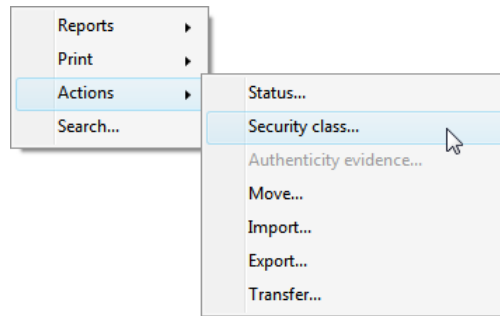 Reports
Print
Actions
Search...
Status...
Security class...
Authenticity evidence...
Move...
Import...
Export...
Transfer...